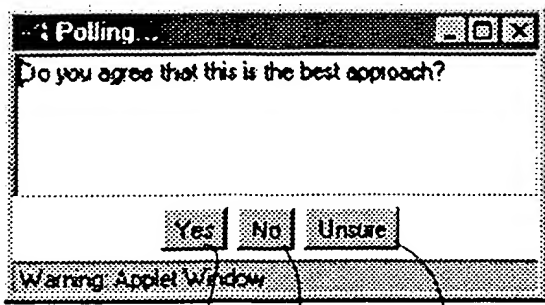 Polling...
Do you agree that this is the best approach?
Yes No Unsure
Warning: Applet Window